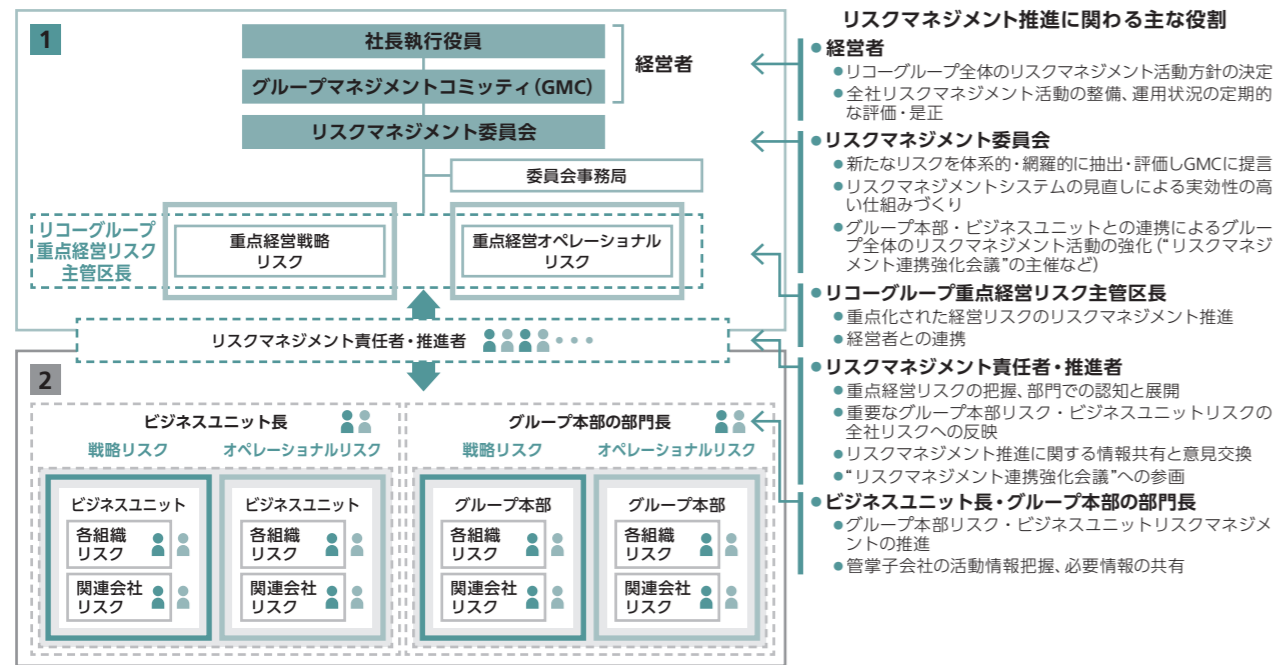 1
社長執行役員
グループマネジメントコミッティ(GMC)
経営者
リスクマネジメント委員会
委員会事務局
リコーグループ
重点経営リスク
主管区長
重点経営戦略
リスク
重点経営オペレーショナル
リスク
リスクマネジメント責任者・推進者
2
ビジネスユニット長
戦略リスク
オペレーショナルリスク
ビジネスユニット
各組織
リスク
関連会社
リスク
ビジネスユニット
各組織
リスク
関連会社
リスク
グループ本部の部門長
戦略リスク
オペレーショナルリスク
グループ本部
各組織
リスク
関連会社
リスク
グループ本部
各組織
リスク
関連会社
リスク
リスクマネジメント推進に関わる主な役割
●経営者
●リコーグループ全体のリスクマネジメント活動方針の決定
●全社リスクマネジメント活動の整備、運用状況の定期的
な評価・是正
●リスクマネジメント委員会
●新たなリスクを体系的・網羅的に抽出・評価しGMCに提言
●リスクマネジメントシステムの見直しによる実効性の高
い仕組みづくり
●グループ本部・ビジネスユニットとの連携によるグルー
プ全体のリスクマネジメント活動の強化(“リスクマネジ
メント連携強化会議”の主催など)
●リコーグループ重点経営リスク主管区長
●重点化された経営リスクのリスクマネジメント推進
●経営者との連携
●リスクマネジメント責任者・推進者
●重点経営リスクの把握、部門での認知と展開
●重要なグループ本部リスク・ビジネスユニットリスクの
全社リスクへの反映
●リスクマネジメント推進に関する情報共有と意見交換
●“リスクマネジメント連携強化会議”への参画
●ビジネスユニット長・グループ本部の部門長
●グループ本部リスク・ビジネスユニットリスクマネジメ
ントの推進
●管掌子会社の活動情報把握、必要情報の共有